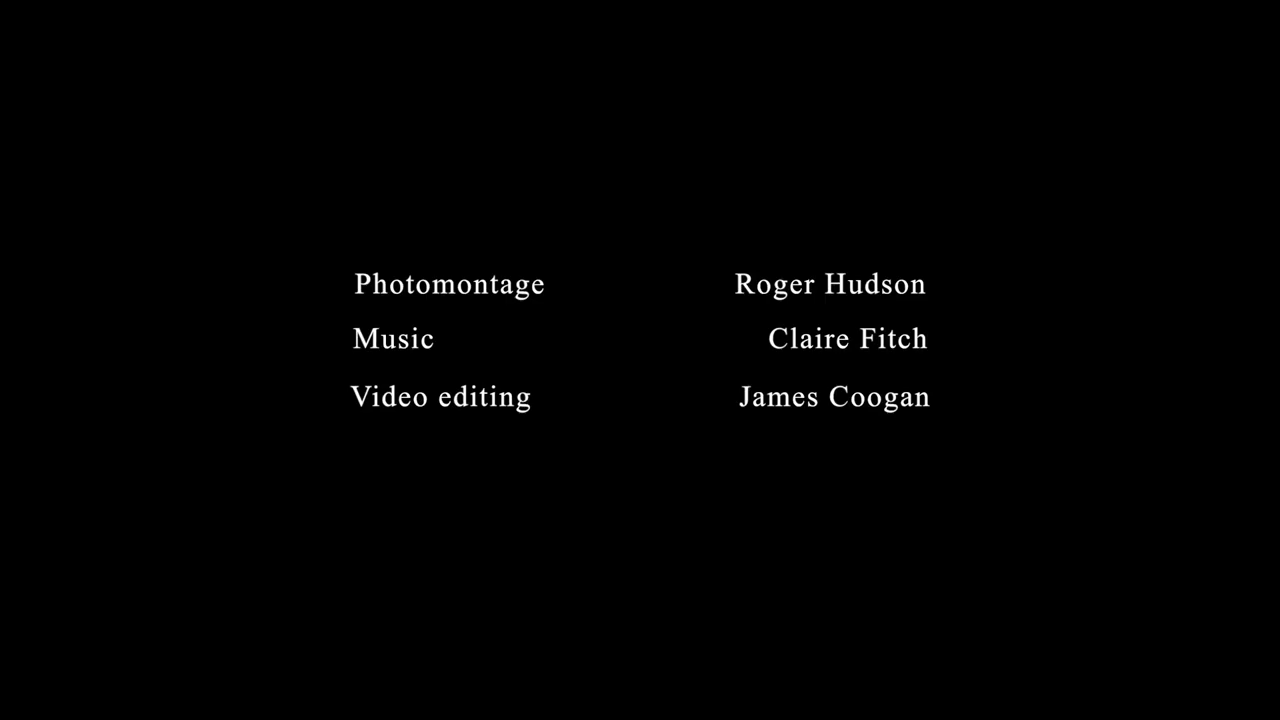 Photomontage Roger Hudson
Music Claire Fitch
Video editing James Coogan